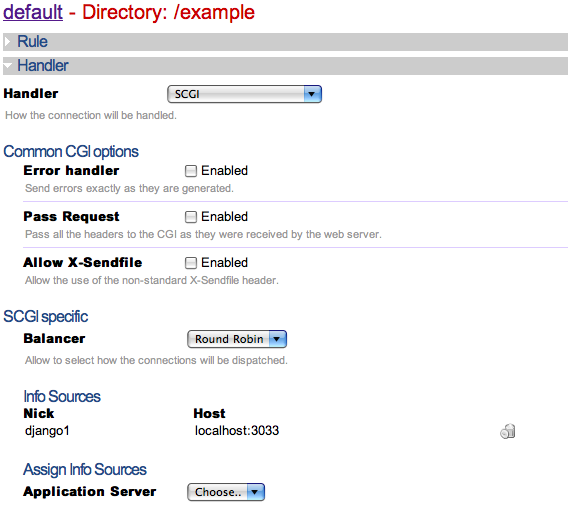 default - Directory: /example
Rule
Handler
Handler SCGI
How the connection will be handled.
Common CGI options
Error handler Enabled
Send errors exactly as they are generated.
Pass Request Enabled
Pass all the headers to the CGI as they were received by the web server.
Allow X-Sendfile Enabled
Allow the use of the non-standard X-Sendfile header.
SCGI specific
Balancer Round Robin
Allow to select how the connections will be dispatched.
Info Sources
Nick Host
django1 localhost:3033
Assign Info Sources
Application Server Choose..